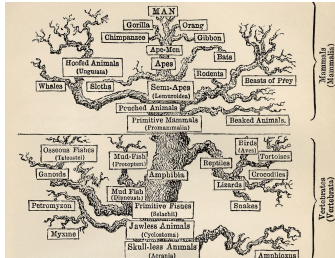 MAN
Gorilla
Orang
Chimpanzee
Gibbon
Ape-Men
Apes
Bats
Hoofed Animals
(Ungulata)
Rodents
Whales
Sloths
Semi-Apes
(Lemuroidea)
Beasts of Prey
Pouched Animals
Primitive Mammals
(Promammalia)
Beaked Animals.
Mammals
(Mammalia)
Osseous Fishes
(Teleostei)
Mud-Fish
(Protopteri)
Birds
(Aves)
Tortoises
Ganoids
Amphibia
Reptiles
Crocodiles
Mud Fish
(Dipneusta)
Lizards
Petromyzon
Primitive Fishes
(Selachii)
Snakes
Myxine
Jawless Animals
(Cyclostoma)
Skull-less Animals
(Acrania)
Amphioxus
Vertebrates
(Vertebrata)